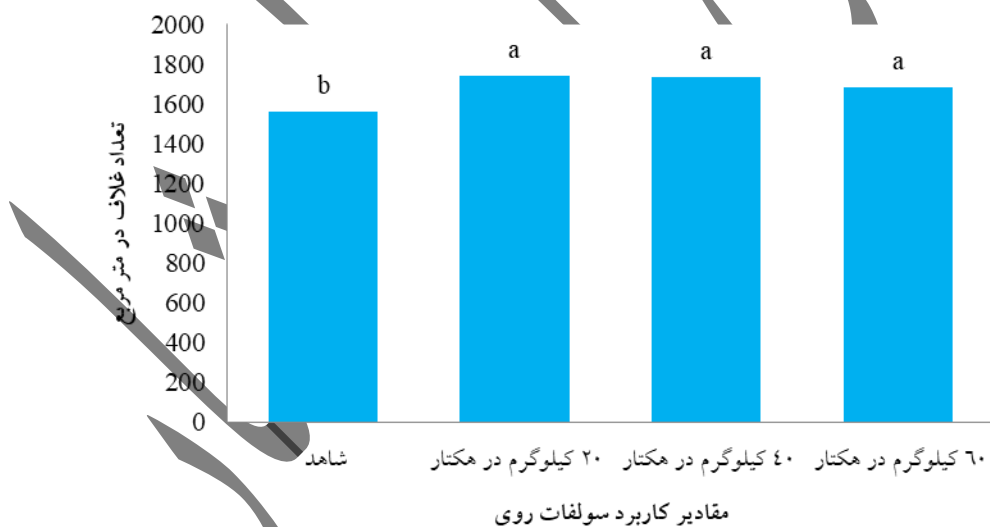 2000
1800
1600
1400
1200
1000
800
600
400
200
0
تعداد غلاف در متر مربع
b
a
a
a
شاهد
٢٠ کیلوگرم در هکتار
٤٠ کیلوگرم در هکتار
٦٠ کیلوگرم در هکتار
مقادیر کاربرد سولفات روی